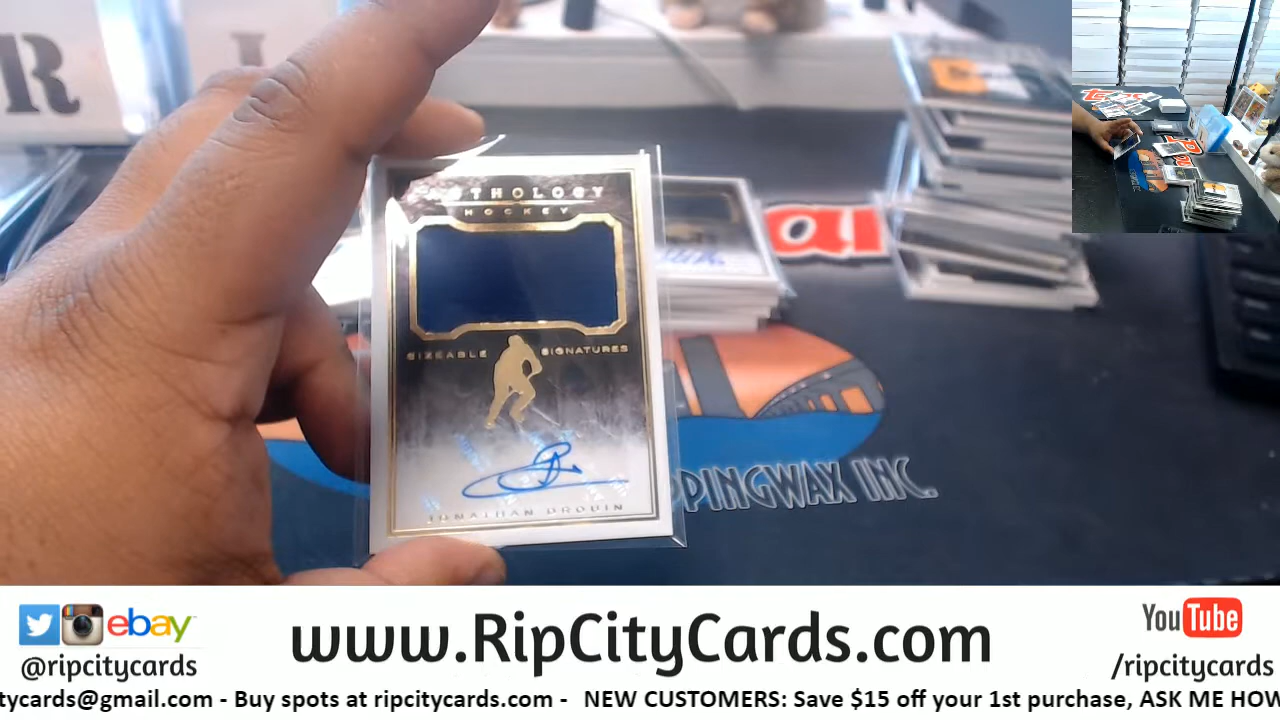 R
ANTHOLOGY
HOCKEY
SIZEABLE SIGNATURES
JONATHAN DROUIN
PPINGWAX INC.
ebay
@ripcitycards
www.RipCityCards.com
YouTube
/ripcitycards
tycards@gmail.com - Buy spots at ripcitycards.com - NEW CUSTOMERS: Save $15 off your 1st purchase, ASK ME HOW